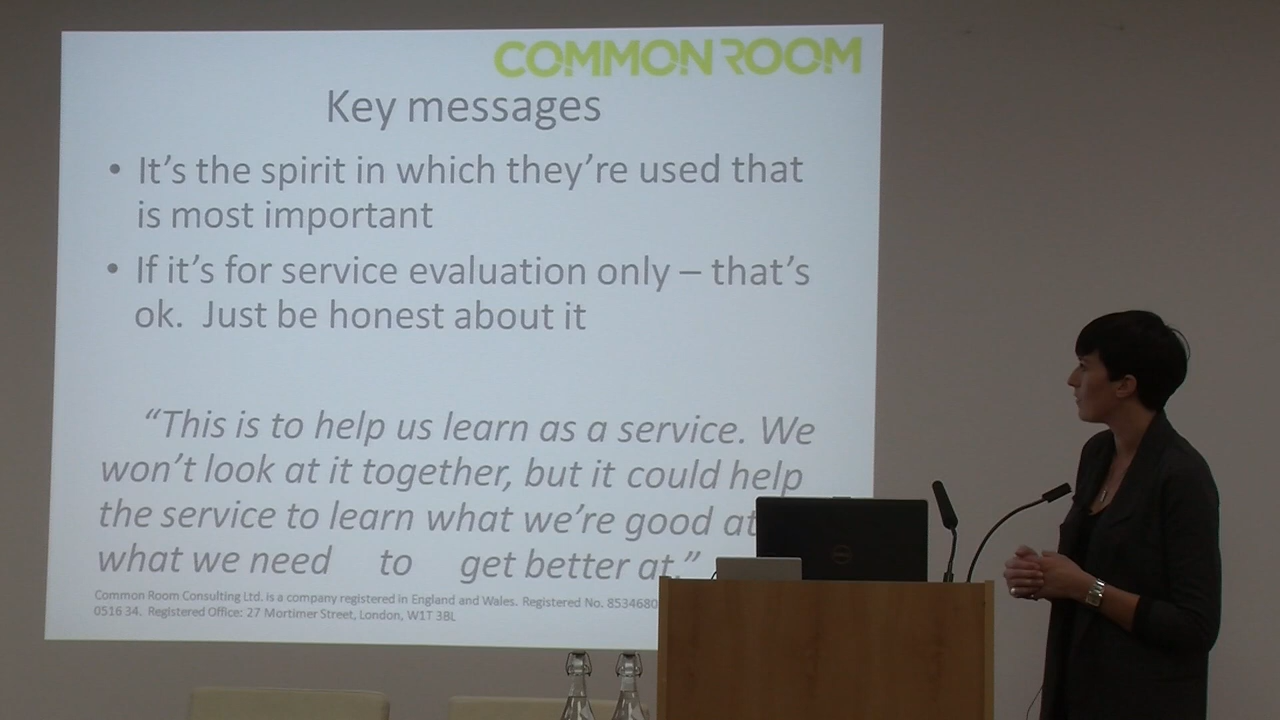 COMMON ROOM
Key messages
• It’s the spirit in which they’re used that
is most important
• If it’s for service evaluation only – that’s
ok.  Just be honest about it
“This is to help us learn as a service. We
won’t look at it together, but it could help
the service to learn what we’re good at
what we need to get better at.”
Common Room Consulting Ltd. is a company registered in England and Wales. Registered No. 8534680
0516 34. Registered Office: 27 Mortimer Street, London, W1T 3BL
DELL